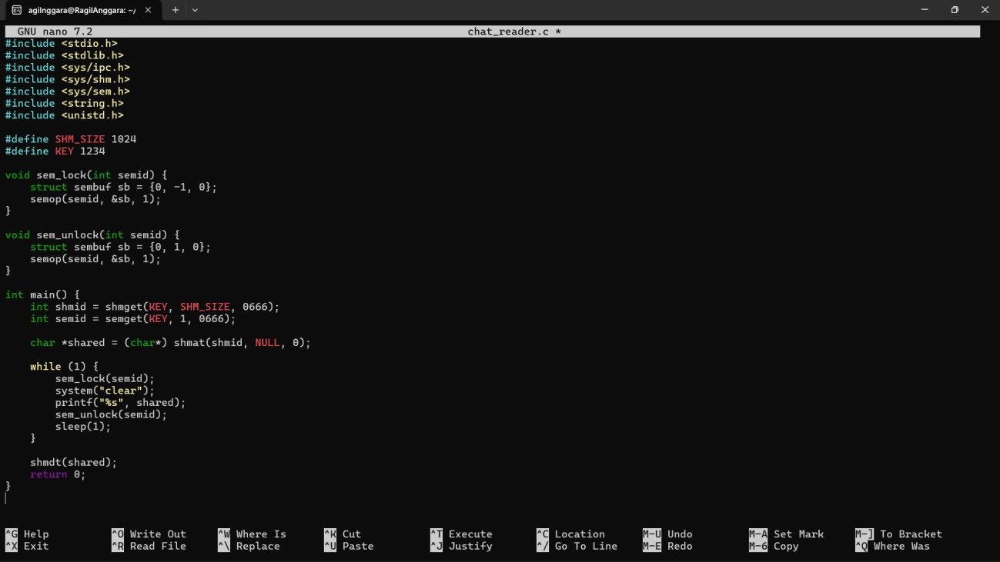 agilnggara@RagilAnggara: ~/
GNU nano 7.2 chat_reader.c *
#include <stdio.h>
#include <stdlib.h>
#include <sys/ipc.h>
#include <sys/shm.h>
#include <sys/sem.h>
#include <string.h>
#include <unistd.h>

#define SHM_SIZE 1024
#define KEY 1234

void sem_lock(int semid) {
    struct sembuf sb = {0, -1, 0};
    semop(semid, &sb, 1);
}

void sem_unlock(int semid) {
    struct sembuf sb = {0, 1, 0};
    semop(semid, &sb, 1);
}

int main() {
    int shmid = shmget(KEY, SHM_SIZE, 0666);
    int semid = semget(KEY, 1, 0666);

    char *shared = (char*) shmat(shmid, NULL, 0);

    while (1) {
        sem_lock(semid);
        system("clear");
        printf("%s", shared);
        sem_unlock(semid);
        sleep(1);
    }

    shmdt(shared);
    return 0;
}

^G Help ^O Write Out ^W Where Is ^K Cut ^T Execute ^C Location M-U Undo M-A Set Mark M-] To Bracket
^X Exit ^R Read File ^\ Replace ^U Paste ^J Justify ^/ Go To Line M-E Redo M-6 Copy ^Q Where Was